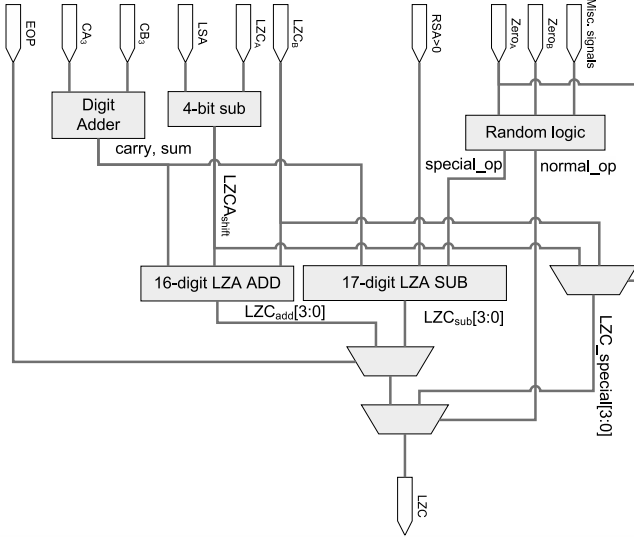 EOP
CA3
CB3
LSA
LZCA
LZCB
RSA>0
ZeroA
ZeroB
Misc. signals
Digit
Adder
4-bit sub
Random logic
carry, sum
special_op
normal_op
LZCAshift
16-digit LZA ADD
17-digit LZA SUB
LZCadd[3:0]
LZCsub[3:0]
LZC_special[3:0]
LZC